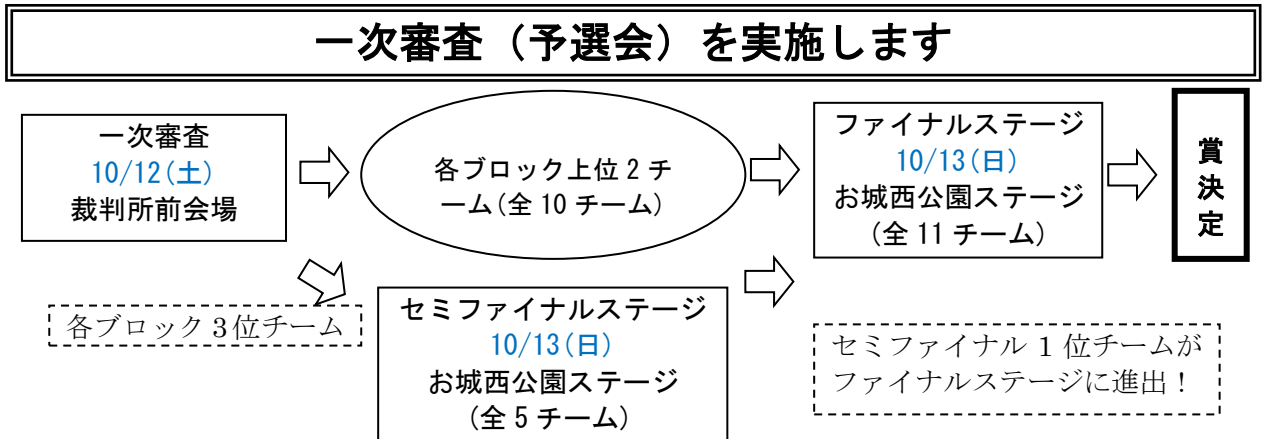 一次審査（予選会）を実施します
一次審査
10/12(土)
裁判所前会場
各ブロック上位 2 チ
ーム(全 10 チーム)
ファイナルステージ
10/13(日)
お城西公園ステージ
(全 11 チーム)
賞決定
各ブロック 3 位チーム
セミファイナルステージ
10/13(日)
お城西公園ステージ
(全 5 チーム)
セミファイナル 1 位チームが
ファイナルステージに進出！